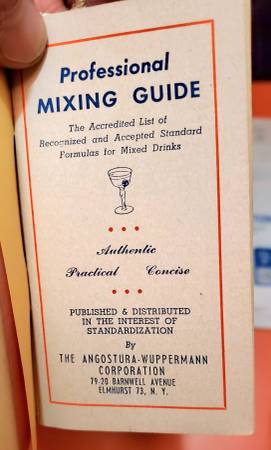 Professional
MIXING GUIDE
The Accredited List of
Recognized and Accepted Standard
Formulas for Mixed Drinks
Authentic
Practical Concise
PUBLISHED & DISTRIBUTED
IN THE INTEREST OF
STANDARDIZATION
By
THE ANGOSTURA-WUPPERMANN
CORPORATION
79-20 BARNWELL AVENUE
ELMHURST 73, N. Y.